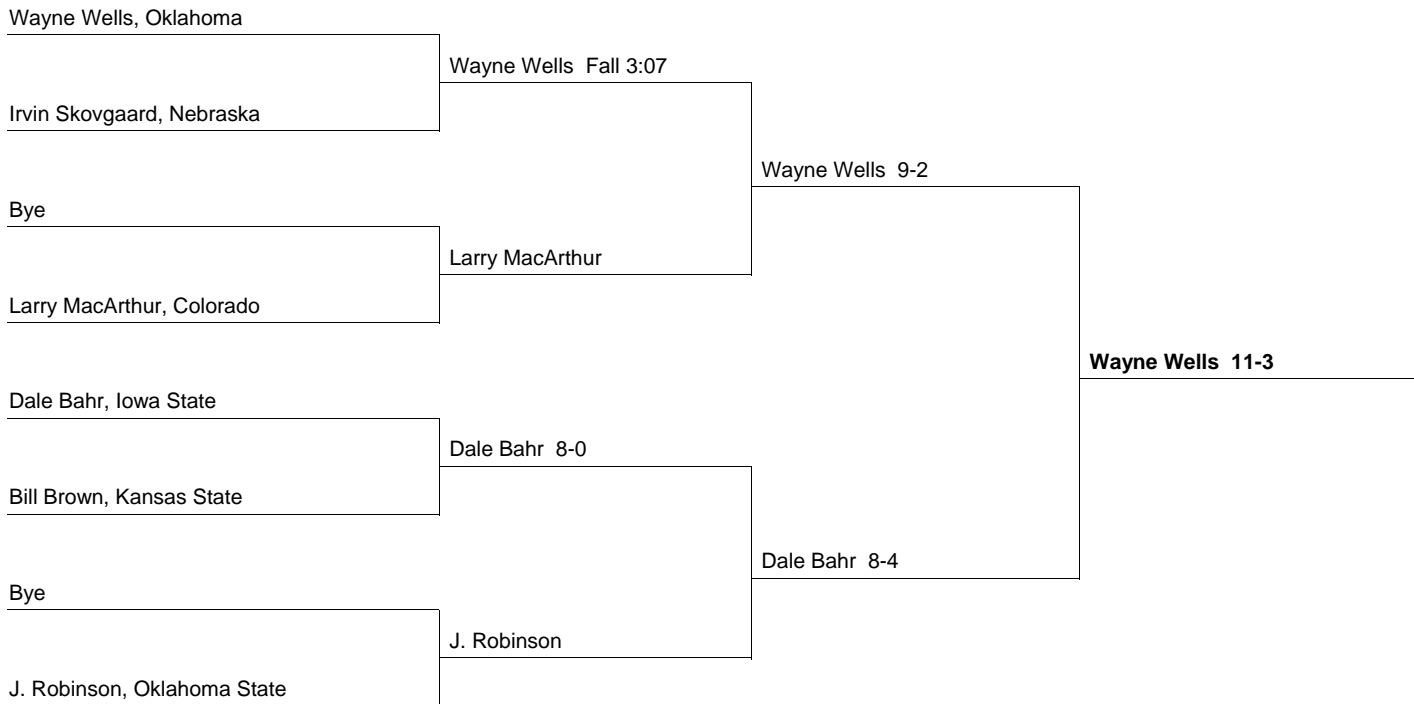 Wayne Wells, Oklahoma
Wayne Wells  Fall 3:07
Irvin Skovgaard, Nebraska
Wayne Wells  9-2
Bye
Larry MacArthur
Larry MacArthur, Colorado
Wayne Wells  11-3
Dale Bahr, Iowa State
Dale Bahr  8-0
Bill Brown, Kansas State
Dale Bahr  8-4
Bye
J. Robinson
J. Robinson, Oklahoma State